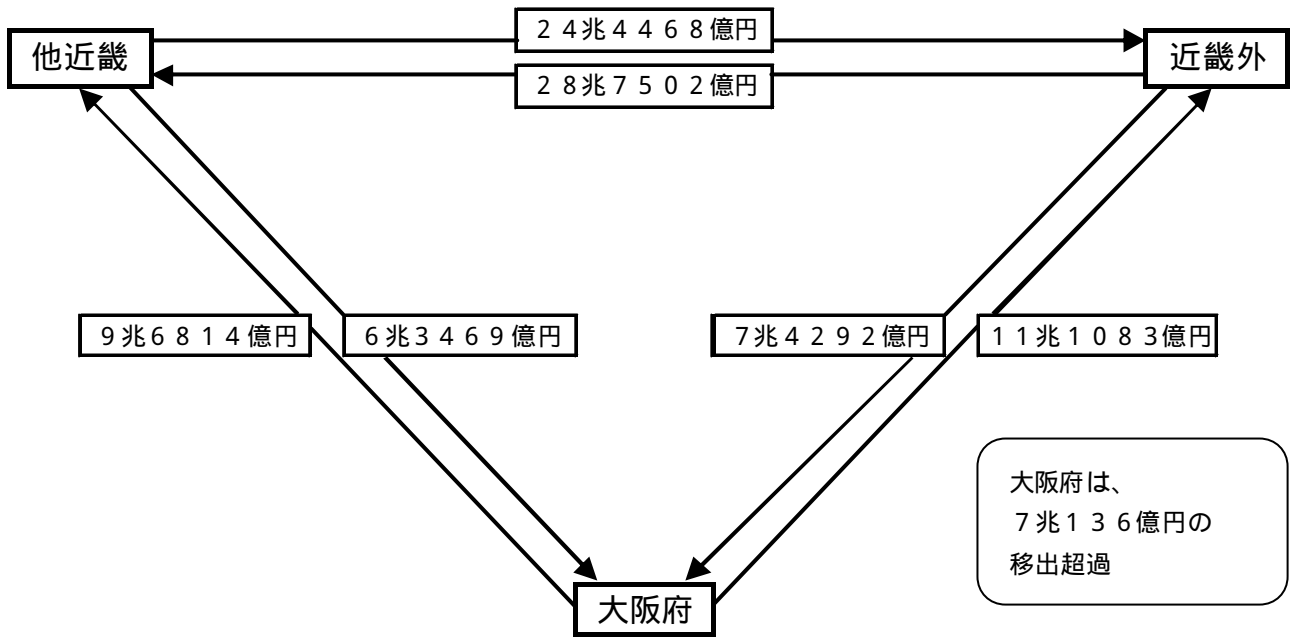 ２４兆４４６８億円
他近畿
近畿外
２８兆７５０２億円
９兆６８１４億円
６兆３４６９億円
７兆４２９２億円
１１兆１０８３億円
大阪府は、
７兆１３６億円の
移出超過
大阪府